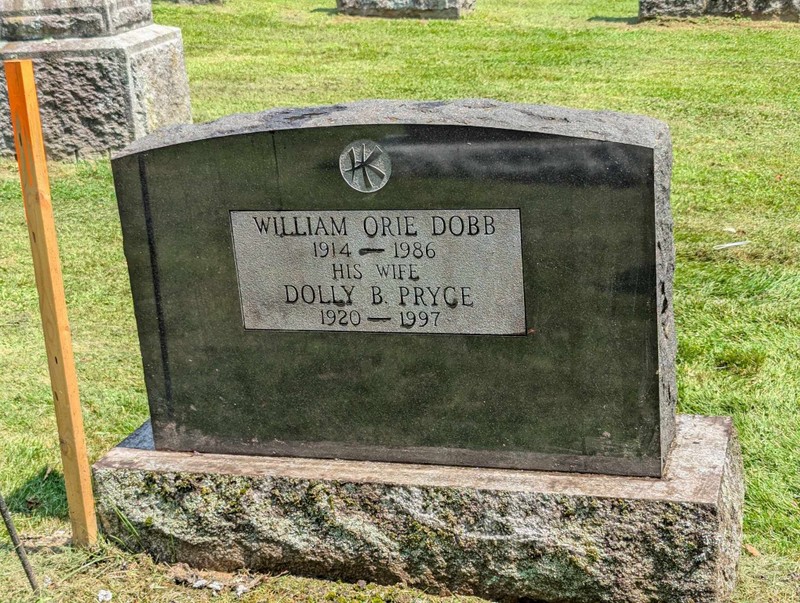 WILLIAM ORIE DOBB
1914 — 1986
HIS WIFE
DOLLY B. PRYCE
1920 — 1997